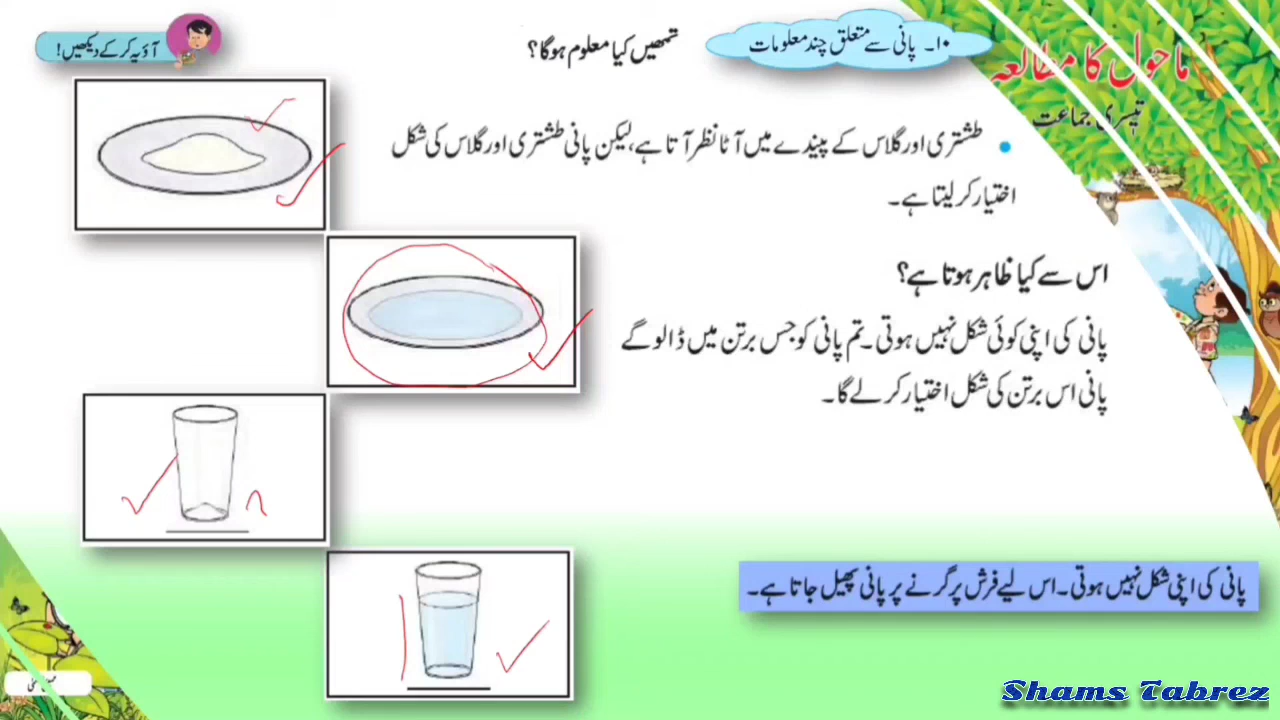 ماحول کا مطالعہ
تیسری جماعت
۱۰۔ پانی سے متعلق چند معلومات
تمھیں کیا معلوم ہوگا؟
آؤ یہ کرکے دیکھیں!
طشتری اور گلاس کے پیندے میں آٹا نظر آتا ہے، لیکن پانی طشتری اور گلاس کی شکل
اختیار کر لیتا ہے۔
اس سے کیا ظاہر ہوتا ہے؟
پانی کی اپنی کوئی شکل نہیں ہوتی۔ تم پانی کو جس برتن میں ڈالو گے
پانی اس برتن کی شکل اختیار کر لے گا۔
پانی کی اپنی شکل نہیں ہوتی۔ اس لیے فرش پر گرنے پر پانی پھیل جاتا ہے۔
Shams Tabrez